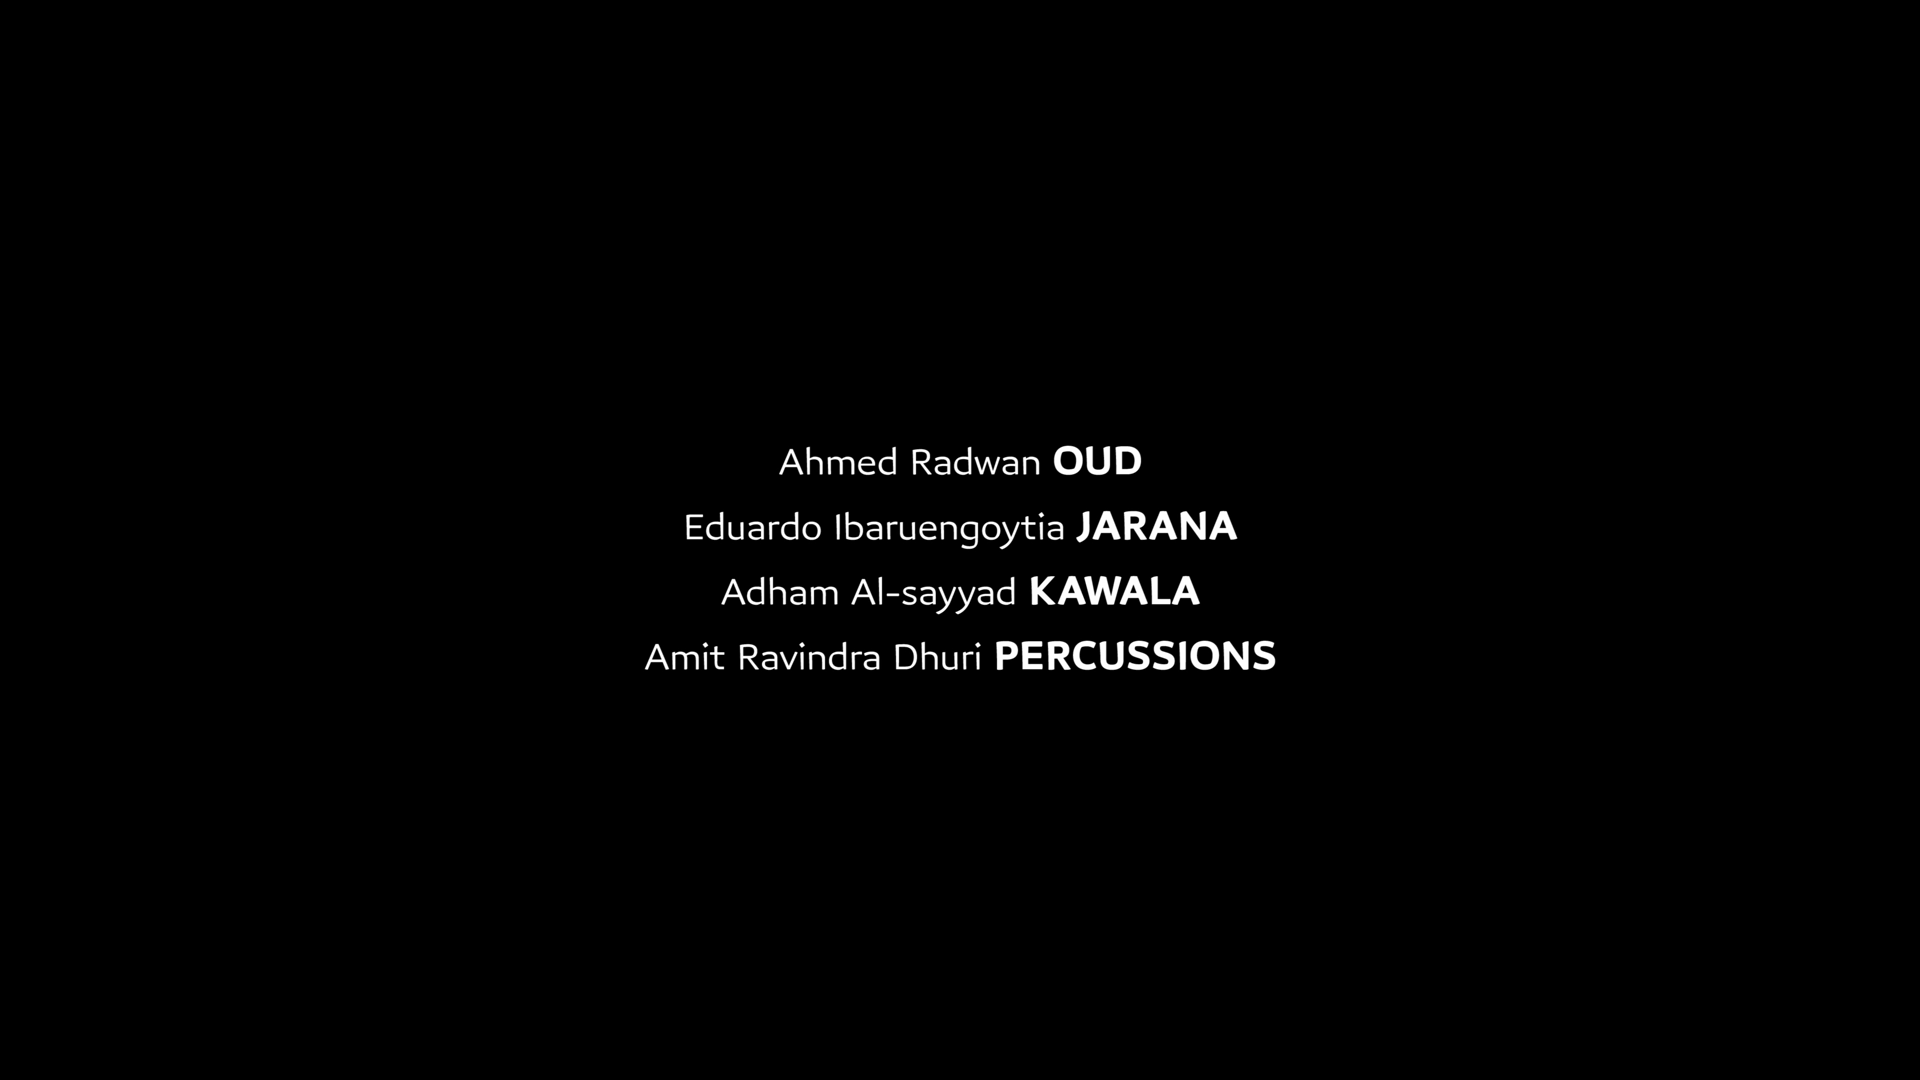 Ahmed Radwan OUD
Eduardo Ibaruengoytia JARANA
Adham Al-sayyad KAWALA
Amit Ravindra Dhuri PERCUSSIONS